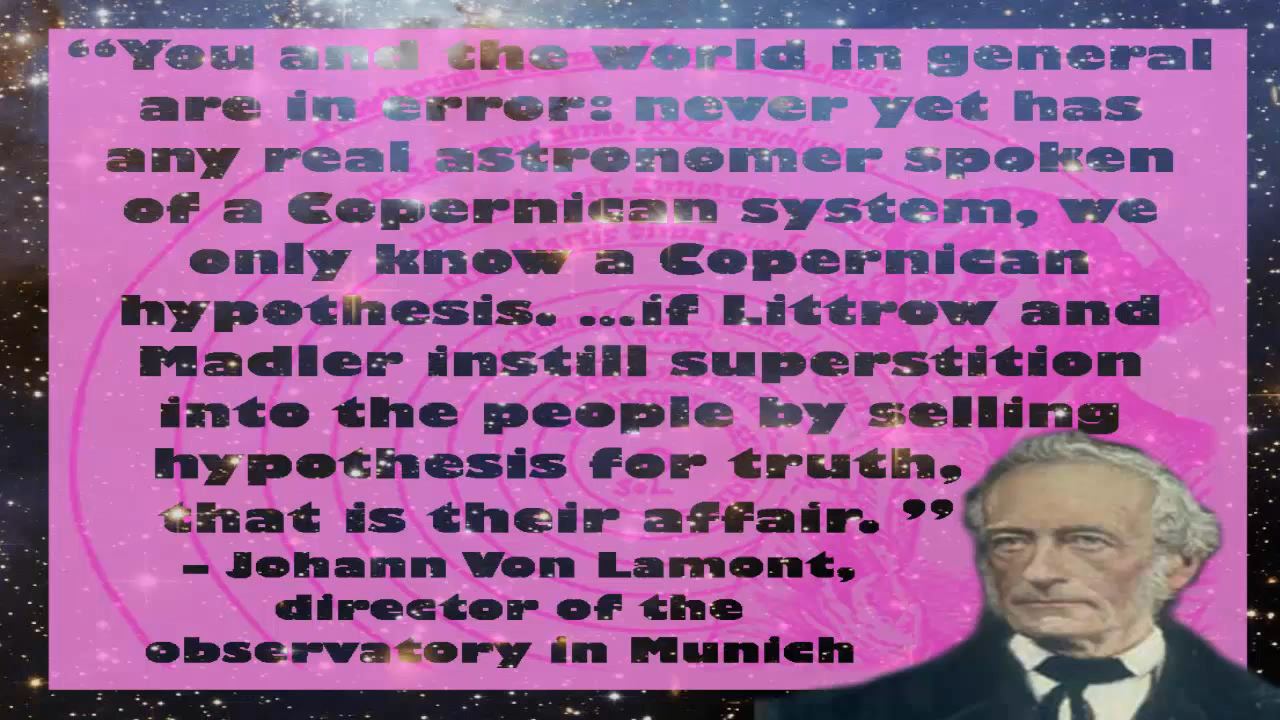 “You and the world in general
are in error: never yet has
any real astronomer spoken
of a Copernican system, we
only know a Copernican
hypothesis. ...if Littrow and
Madler instill superstition
into the people by selling
hypothesis for truth,
that is their affair. ”
– Johann Von Lamont,
director of the
observatory in Munich